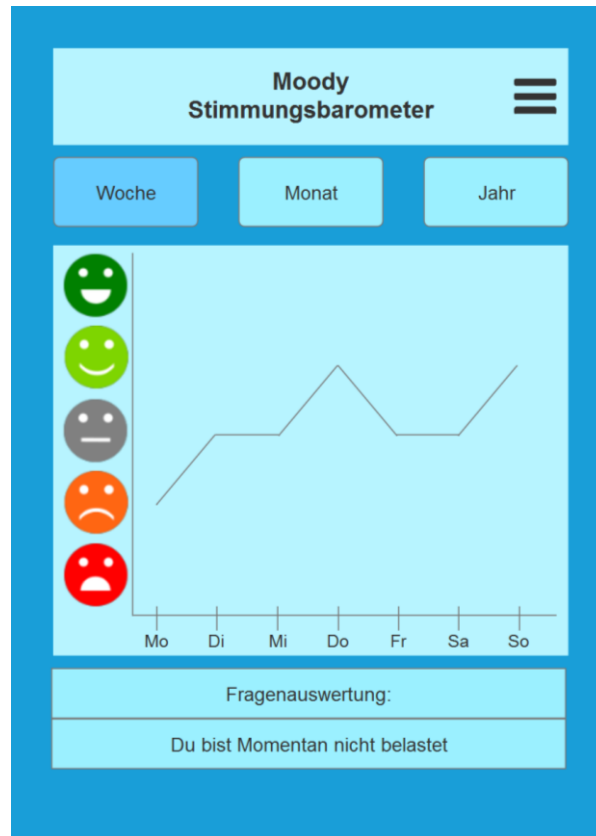 Moody
Stimmungsbarometer
Woche
Monat
Jahr
Mo
Di
Mi
Do
Fr
Sa
So
Fragenauswertung:
Du bist Momentan nicht belastet